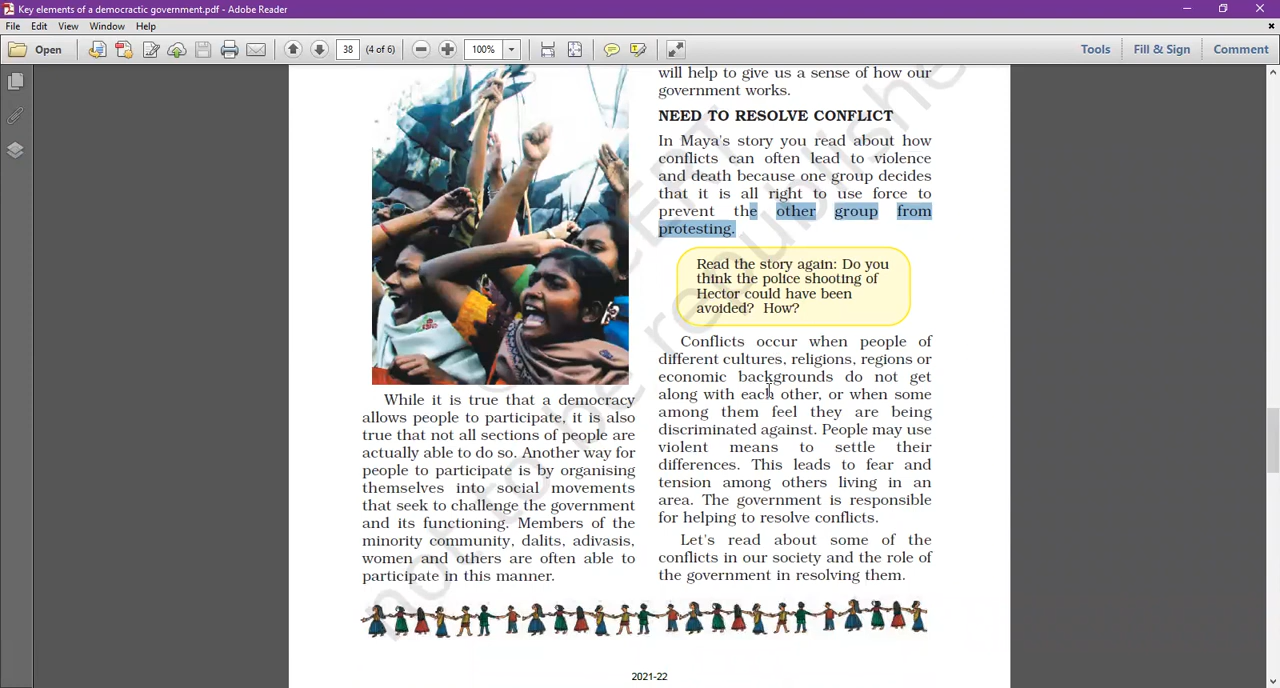 Key elements of a democractic government.pdf - Adobe Reader
File Edit View Window Help
Open 38 (4 of 6) 100% Tools Fill & Sign Comment
While it is true that a democracy
allows people to participate, it is also
true that not all sections of people are
actually able to do so. Another way for
people to participate is by organising
themselves into social movements
that seek to challenge the government
and its functioning. Members of the
minority community, dalits, adivasis,
women and others are often able to
participate in this manner.
will help to give us a sense of how our
government works.
NEED TO RESOLVE CONFLICT
In Maya's story you read about how
conflicts can often lead to violence
and death because one group decides
that it is all right to use force to
prevent the other group from
protesting.
Read the story again: Do you
think the police shooting of
Hector could have been
avoided? How?
Conflicts occur when people of
different cultures, religions, regions or
economic backgrounds do not get
along with each other, or when some
among them feel they are being
discriminated against. People may use
violent means to settle their
differences. This leads to fear and
tension among others living in an
area. The government is responsible
for helping to resolve conflicts.
Let's read about some of the
conflicts in our society and the role of
the government in resolving them.
not to be republished
2021-22